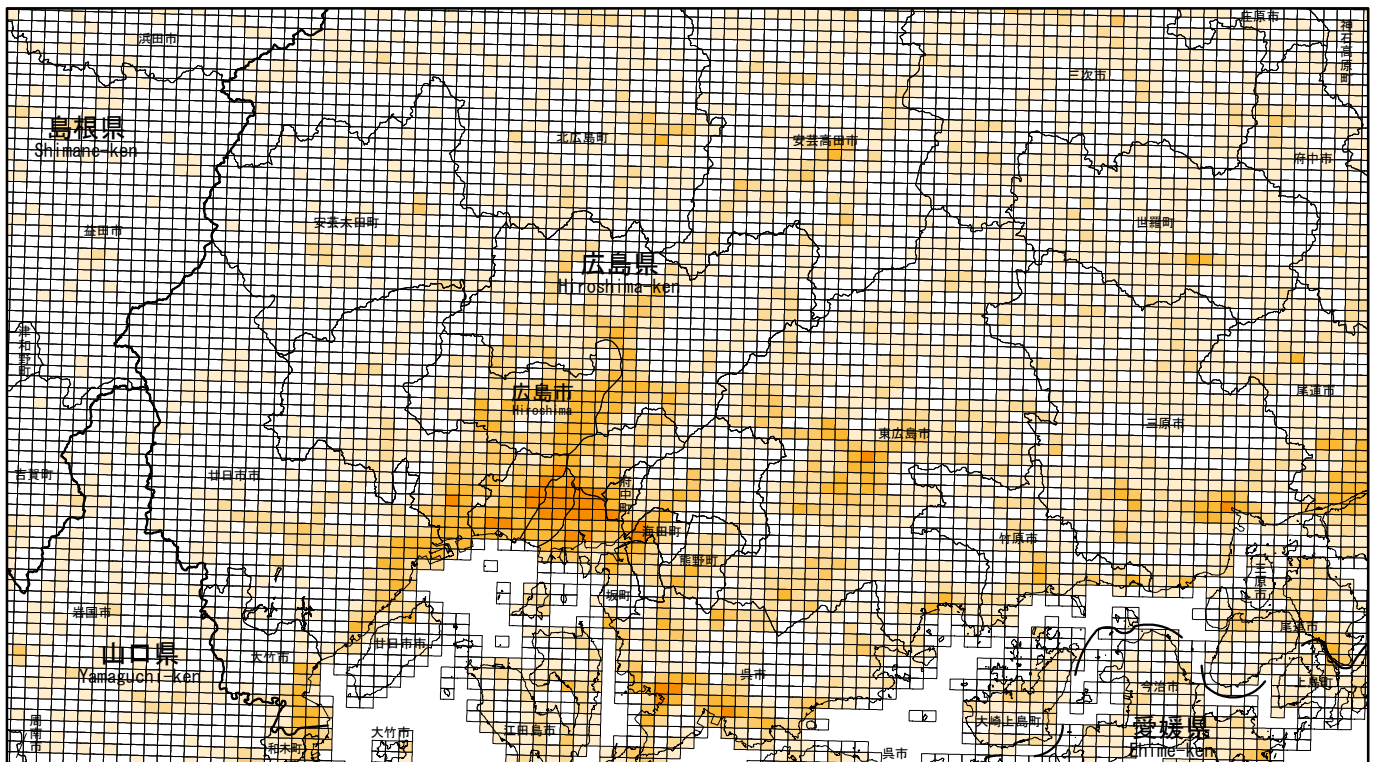 浜田市
庄原市
神石高原町
三次市
島根県
Shimane-ken
北広島町
安芸高田市
府中市
益田市
安芸太田町
世羅町
広島県
Hiroshima-ken
津和野町
広島市
Hiroshima
尾道市
三原市
東広島市
吉賀町
廿日市市
府中町
海田町
竹原市
熊野町
三原市
坂町
岩国市
尾道市
山口県
Yamaguchi-ken
大竹市
廿日市市
呉市
今治市
上島町
周南市
和木町
大竹市
江田島市
大崎上島町
愛媛県
Ehime-ken
呉市